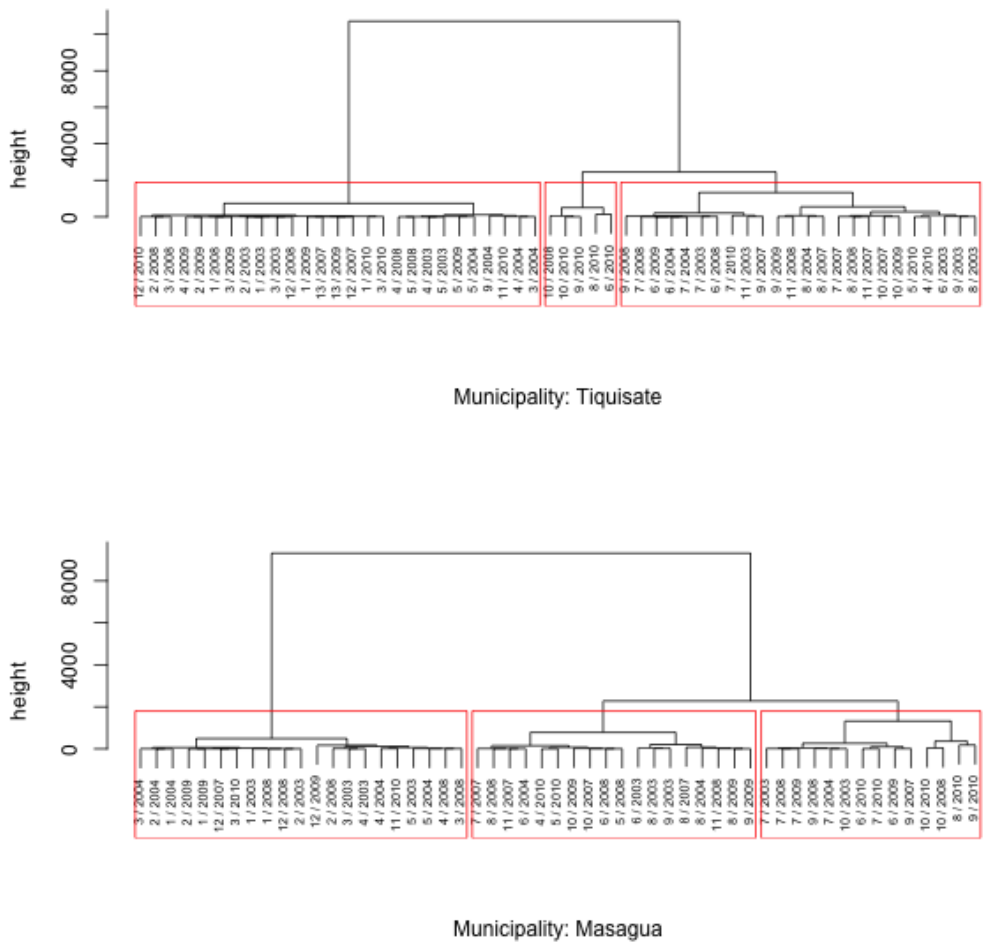 height
8000
4000
0
12 / 2010
2 / 2008
3 / 2008
4 / 2009
2 / 2009
1 / 2008
3 / 2009
2 / 2003
1 / 2003
3 / 2003
12 / 2008
1 / 2009
13 / 2007
13 / 2009
12 / 2007
1 / 2010
3 / 2010
4 / 2008
5 / 2008
4 / 2003
5 / 2003
5 / 2009
5 / 2004
9 / 2004
11 / 2010
4 / 2004
3 / 2004
10 / 2008
10 / 2010
9 / 2010
8 / 2010
6 / 2010
9 / 2008
7 / 2008
6 / 2009
6 / 2004
7 / 2004
7 / 2003
6 / 2008
7 / 2010
11 / 2003
9 / 2007
9 / 2009
11 / 2008
8 / 2004
8 / 2007
7 / 2007
8 / 2008
11 / 2007
10 / 2007
10 / 2009
5 / 2010
4 / 2010
6 / 2003
9 / 2003
8 / 2003
Municipality: Tiquisate
height
8000
4000
0
3 / 2004
2 / 2004
1 / 2004
2 / 2009
1 / 2009
12 / 2007
3 / 2010
1 / 2003
1 / 2008
12 / 2008
2 / 2003
12 / 2009
2 / 2008
3 / 2003
4 / 2003
4 / 2004
11 / 2010
5 / 2003
5 / 2004
4 / 2008
3 / 2008
7 / 2007
8 / 2008
11 / 2007
6 / 2004
4 / 2010
5 / 2010
10 / 2009
10 / 2007
6 / 2008
5 / 2008
6 / 2003
8 / 2003
9 / 2003
8 / 2007
8 / 2004
11 / 2008
8 / 2009
9 / 2009
7 / 2003
7 / 2008
7 / 2009
9 / 2008
7 / 2004
10 / 2003
6 / 2010
7 / 2010
6 / 2009
9 / 2007
10 / 2010
10 / 2008
8 / 2010
9 / 2010
Municipality: Masagua